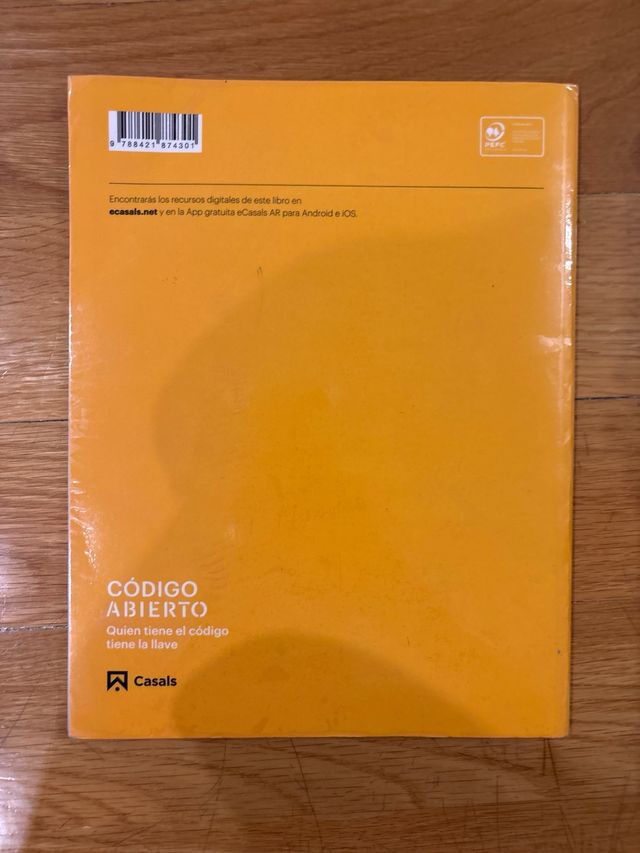 9 788421 874301
PEFC
Encontrarás los recursos digitales de este libro en
ecasals.net y en la App gratuita eCasals AR para Android e iOS.
CÓDIGO
ABIERTO
Quien tiene el código
tiene la llave
Casals